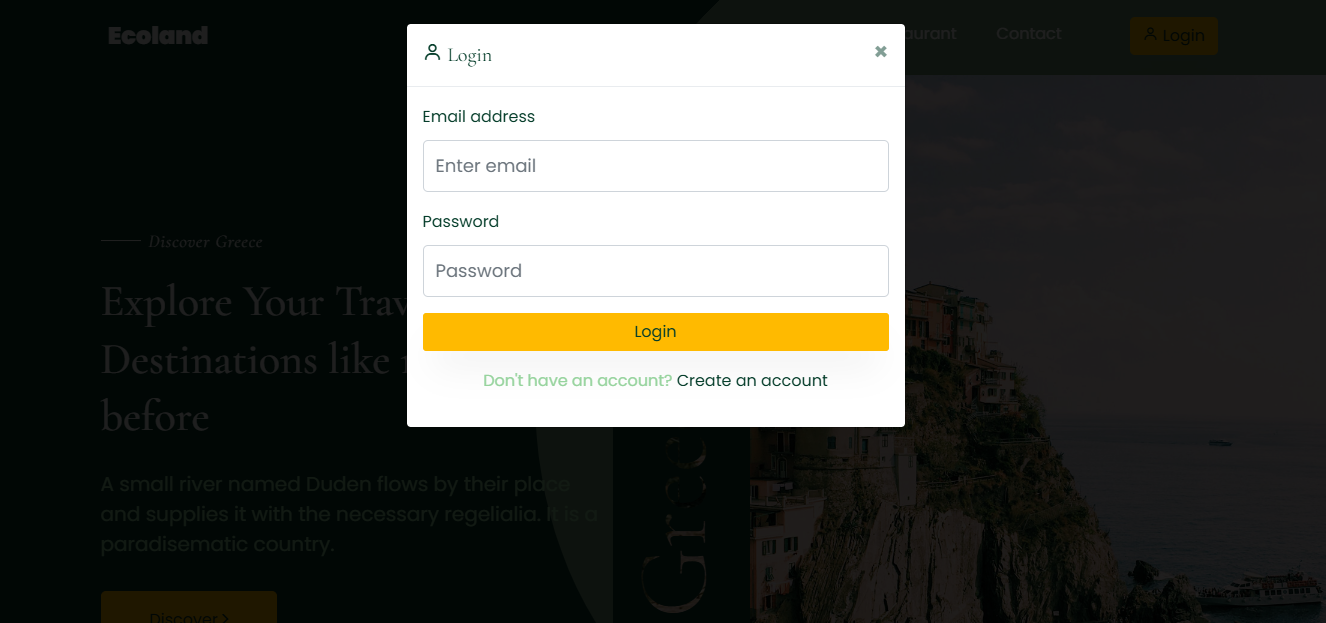 Ecoland
Contact
Login
Login
✖
Email address
Enter email
Password
Password
Login
Don't have an account? Create an account
Discover Greece
Explore Your
Destinations like
before
A small river named Duden flows by their place
and supplies it with the necessary regelialia. It is a
paradisematic country.
Discover
Greece